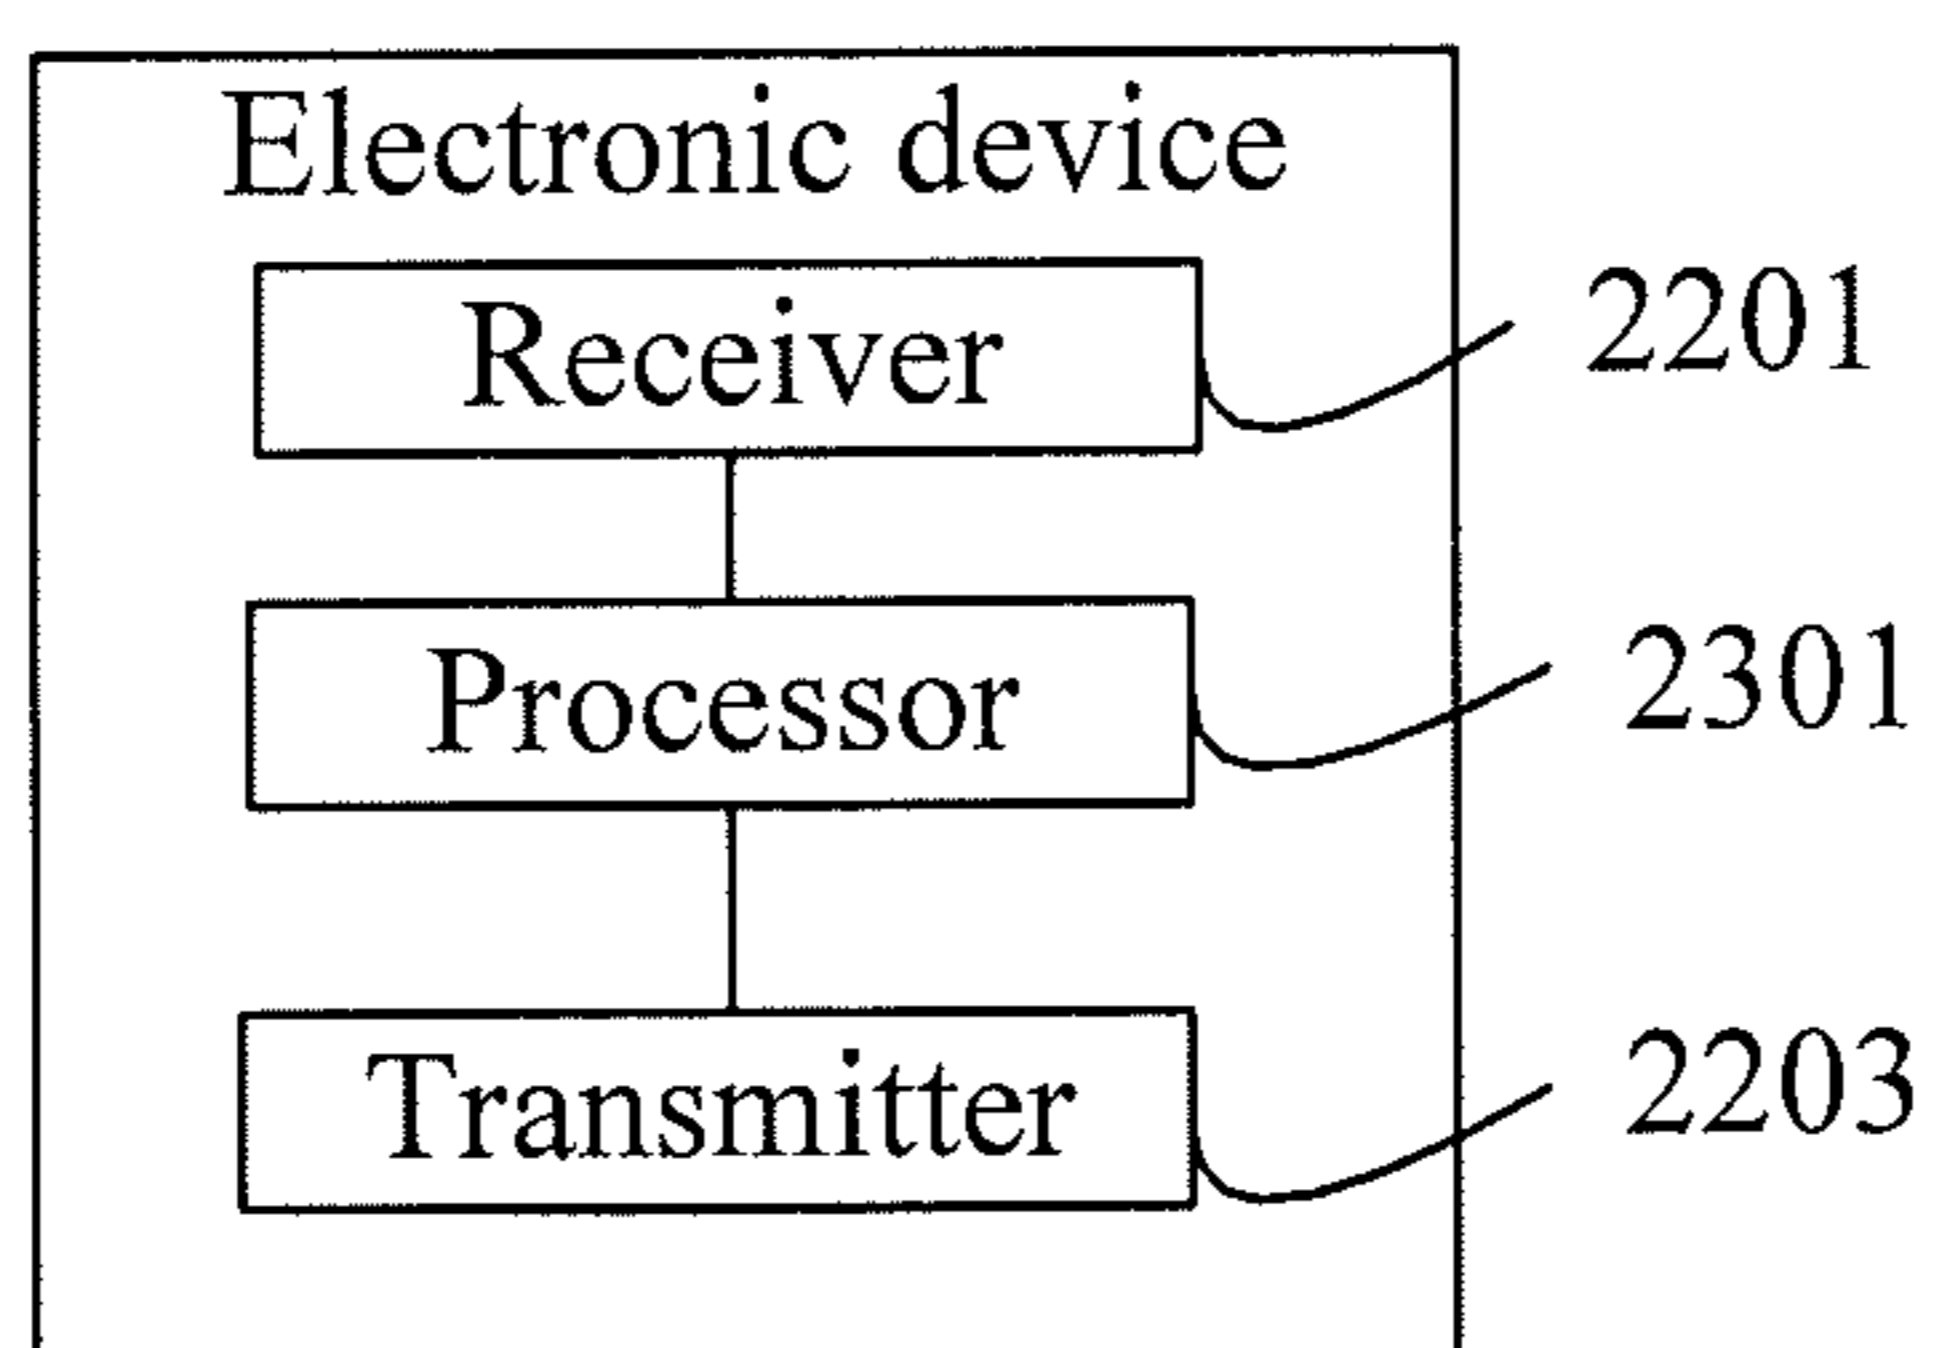 Electronic device
Receiver
2201
Processor
2301
Transmitter
2203